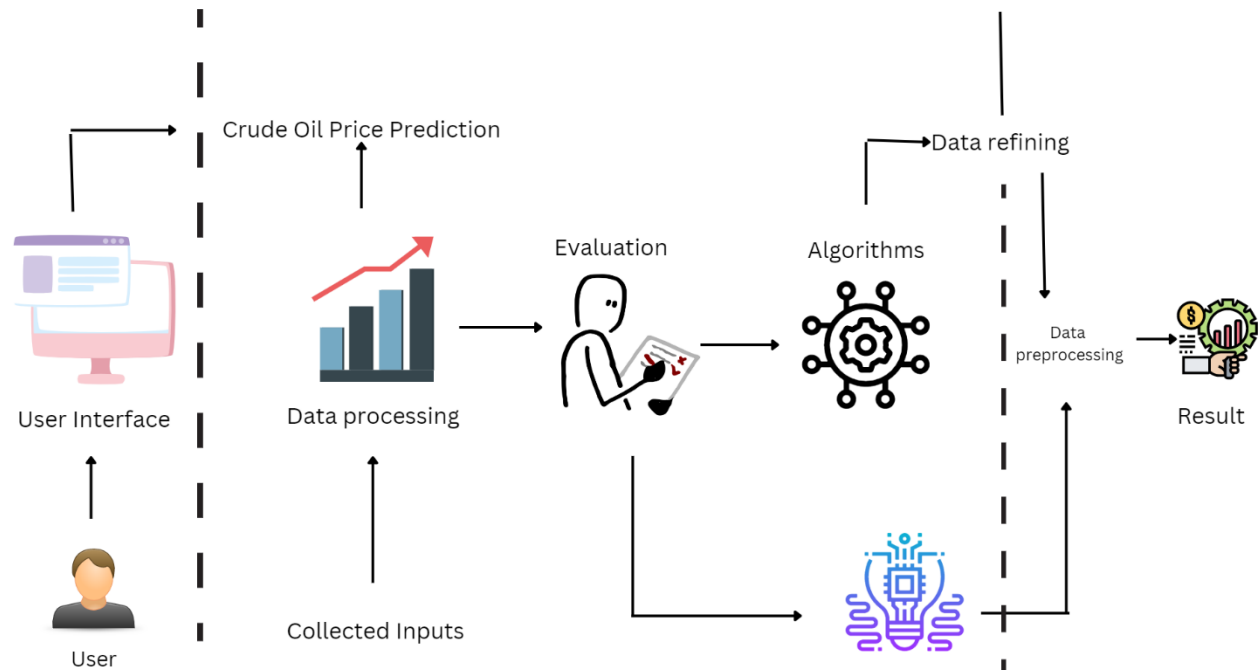 Crude Oil Price Prediction
Data refining
Evaluation
Algorithms
Data
preprocessing
User Interface
Data processing
Result
Collected Inputs
User
$